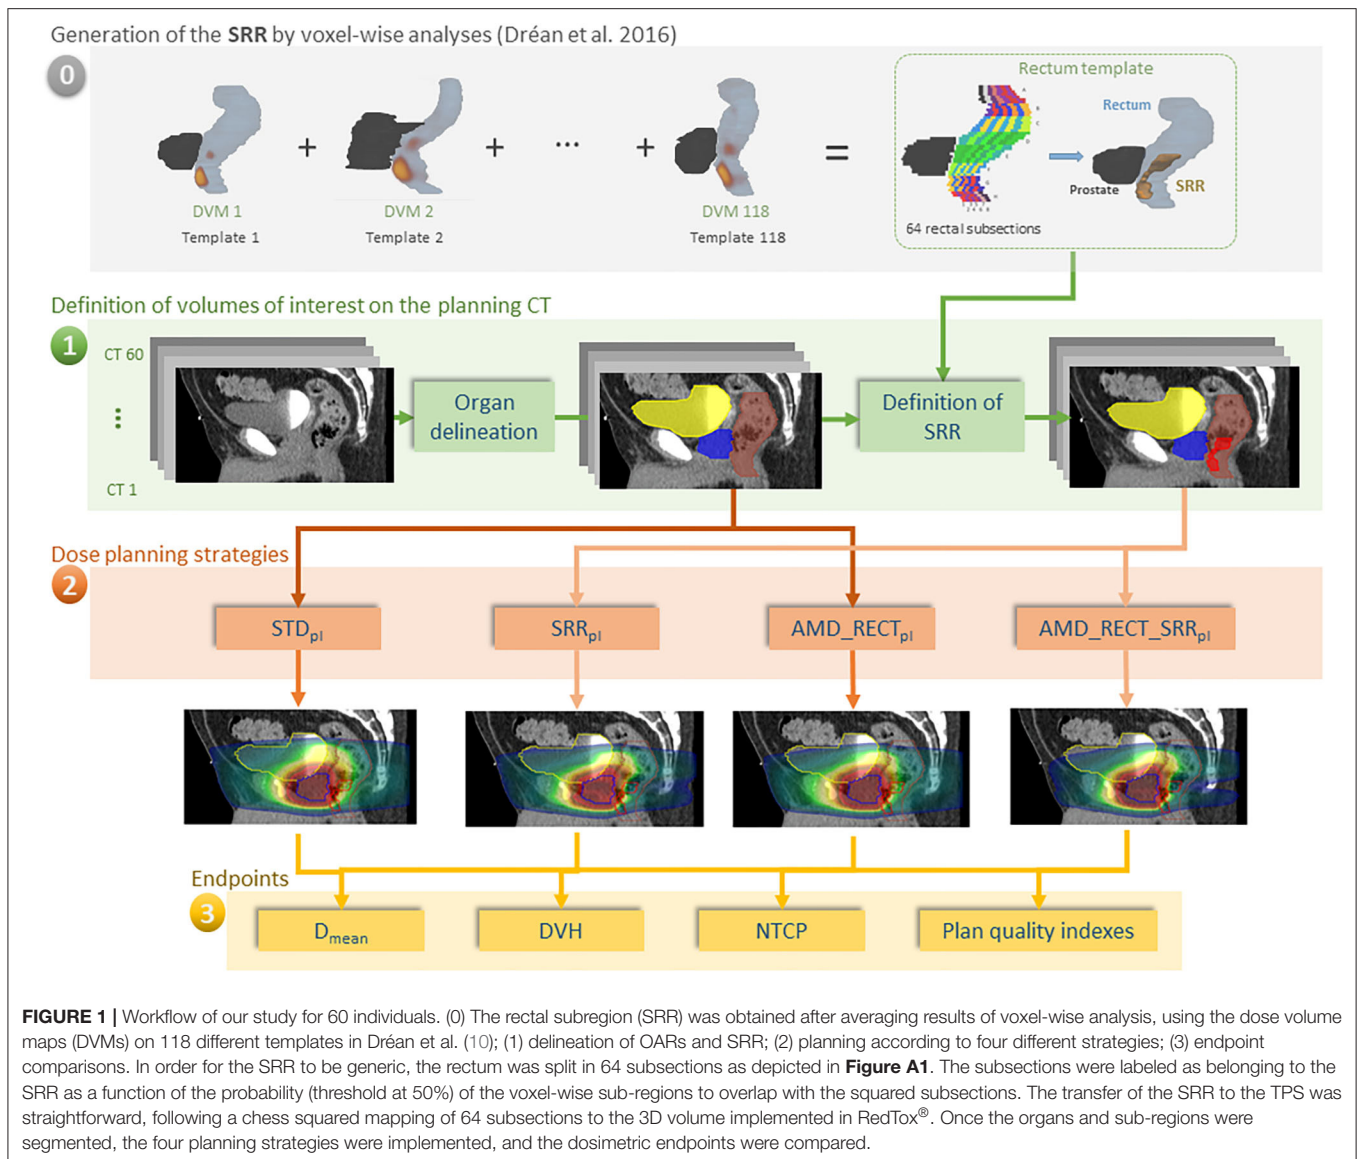 Generation of the SRR by voxel-wise analyses (Dréan et al. 2016)
0
Rectum template
Rectum
+ + ... + =
Prostate
SRR
DVM 1
DVM 2
DVM 118
Template 1
Template 2
Template 118
64 rectal subsections
Definition of volumes of interest on the planning CT
1
CT 60
⋮
CT 1
Organ
delineation
Definition of
SRR
Dose planning strategies
2
STDpl
SRRpl
AMD_RECTpl
AMD_RECT_SRRpl
Endpoints
3
Dmean
DVH
NTCP
Plan quality indexes
FIGURE 1 | Workflow of our study for 60 individuals. (0) The rectal subregion (SRR) was obtained after averaging results of voxel-wise analysis, using the dose volume
maps (DVMs) on 118 different templates in Dréan et al. (10); (1) delineation of OARs and SRR; (2) planning according to four different strategies; (3) endpoint
comparisons. In order for the SRR to be generic, the rectum was split in 64 subsections as depicted in Figure A1. The subsections were labeled as belonging to the
SRR as a function of the probability (threshold at 50%) of the voxel-wise sub-regions to overlap with the squared subsections. The transfer of the SRR to the TPS was
straightforward, following a chess squared mapping of 64 subsections to the 3D volume implemented in RedTox®. Once the organs and sub-regions were
segmented, the four planning strategies were implemented, and the dosimetric endpoints were compared.